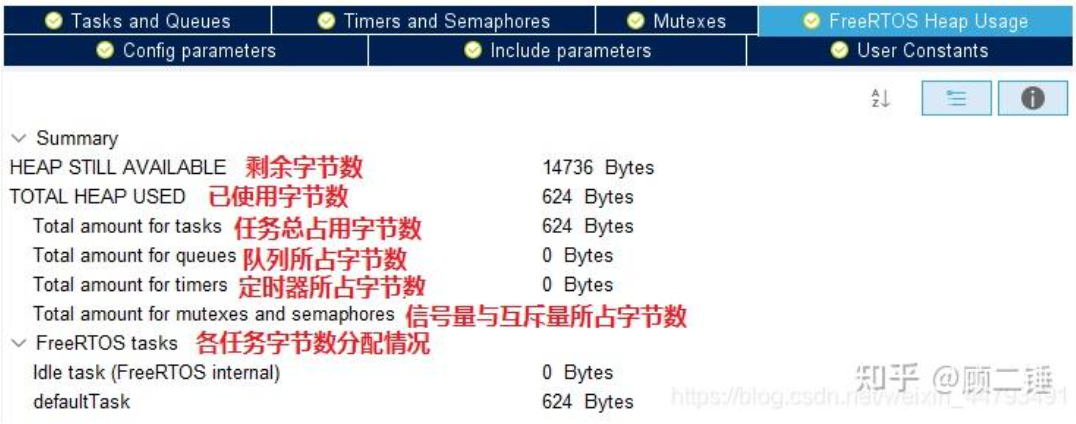 Tasks and Queues Timers and Semaphores Mutexes FreeRTOS Heap Usage
Config parameters Include parameters User Constants
Summary
HEAP STILL AVAILABLE 剩余字节数 14736 Bytes
TOTAL HEAP USED 已使用字节数 624 Bytes
Total amount for tasks 任务总占用字节数 624 Bytes
Total amount for queues 队列所占字节数 0 Bytes
Total amount for timers 定时器所占字节数 0 Bytes
Total amount for mutexes and semaphores 信号量与互斥量所占字节数
FreeRTOS tasks 各任务字节数分配情况
Idle task (FreeRTOS internal) 0 Bytes
defaultTask 624 Bytes
知乎 @顾二锤
https://blog.csdn.net/weixin_44793491